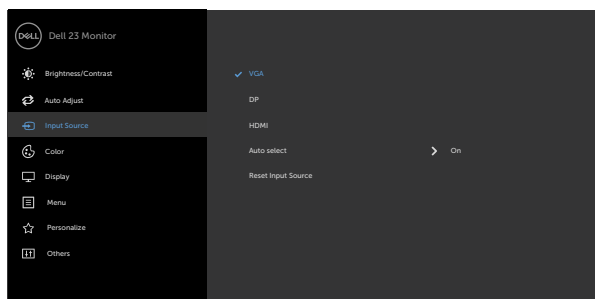 DELL Dell 23 Monitor
Brightness/Contrast
Auto Adjust
Input Source
Color
Display
Menu
Personalize
Others
VGA
DP
HDMI
Auto select On
Reset Input Source